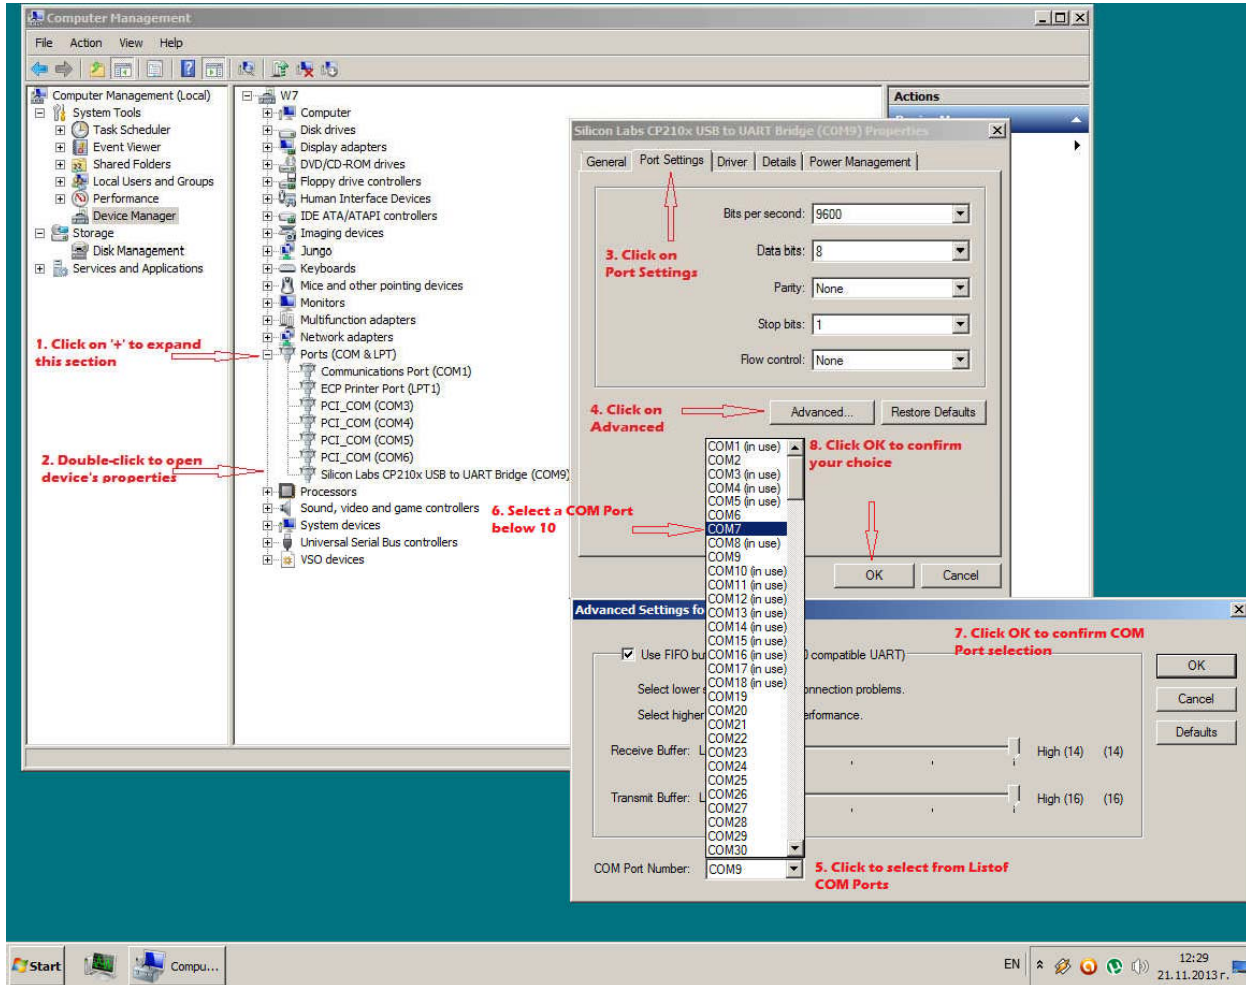 Computer Management
File Action View Help
Computer Management (Local)
System Tools
Task Scheduler
Event Viewer
Shared Folders
Local Users and Groups
Performance
Device Manager
Storage
Disk Management
Services and Applications
W7
Computer
Disk drives
Display adapters
DVD/CD-ROM drives
Floppy drive controllers
Human Interface Devices
IDE ATA/ATAPI controllers
Imaging devices
Jungo
Keyboards
Mice and other pointing devices
Monitors
Multifunction adapters
Network adapters
Ports (COM & LPT)
Communications Port (COM1)
ECP Printer Port (LPT1)
PCI_COM (COM3)
PCI_COM (COM4)
PCI_COM (COM5)
PCI_COM (COM6)
Silicon Labs CP210x USB to UART Bridge (COM9)
Processors
Sound, video and game controllers
System devices
Universal Serial Bus controllers
VSO devices
1. Click on '+' to expand
this section
2. Double-click to open
device's properties
Actions
Silicon Labs CP210x USB to UART Bridge (COM9) Properties
General Port Settings Driver Details Power Management
Bits per second: 9600
Data bits: 8
Parity: None
Stop bits: 1
Flow control: None
3. Click on
Port Settings
4. Click on
Advanced
Advanced... Restore Defaults
8. Click OK to confirm
your choice
6. Select a COM Port
below 10
COM1 (in use)
COM2
COM3 (in use)
COM4 (in use)
COM5 (in use)
COM6
COM7
COM8 (in use)
COM9
COM10 (in use)
COM11 (in use)
COM12 (in use)
COM13 (in use)
COM14 (in use)
COM15 (in use)
COM16 (in use)
COM17 (in use)
COM18 (in use)
COM19
COM20
COM21
COM22
COM23
COM24
COM25
COM26
COM27
COM28
COM29
COM30
OK Cancel
Advanced Settings fo
7. Click OK to confirm COM
Port selection
Use FIFO bu compatible UART)
Select lower s nnection problems.
Select higher rformance.
Receive Buffer: L High (14) (14)
Transmit Buffer: L High (16) (16)
OK
Cancel
Defaults
COM Port Number: COM9
5. Click to select from Listof
COM Ports
Start Compu... EN 12:29
21.11.2013 г.